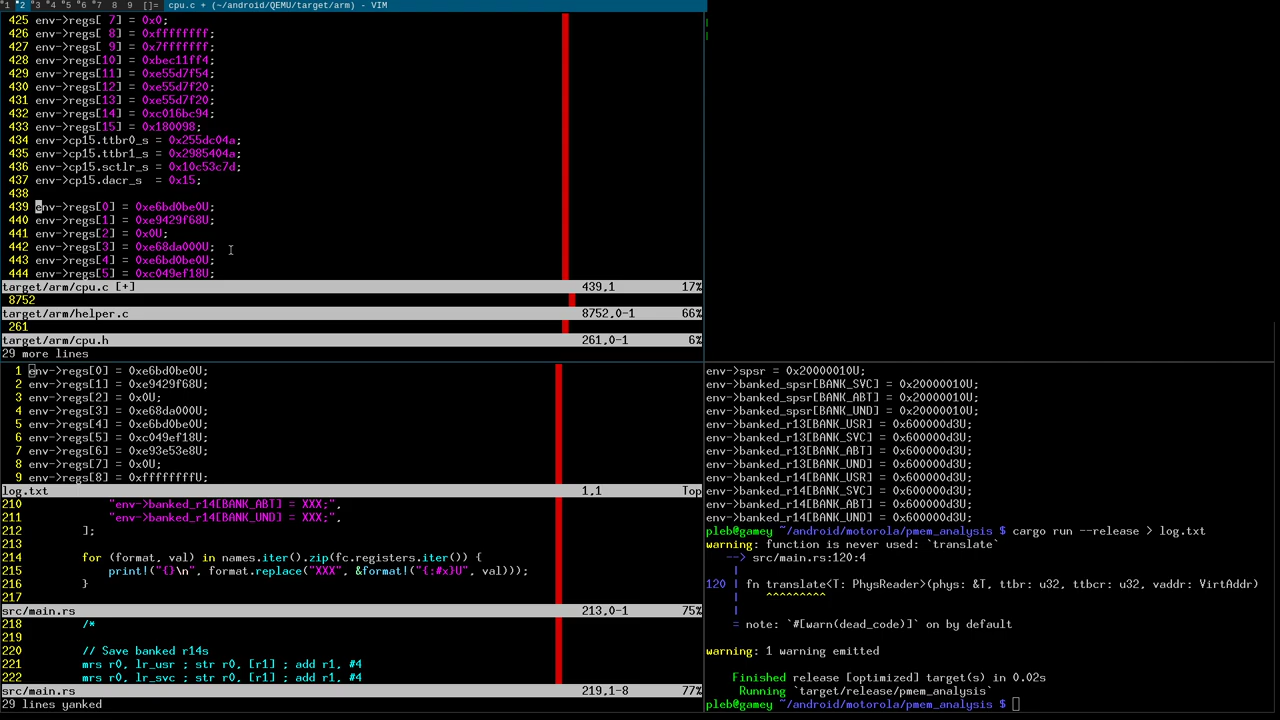 1 2 3 4 5 6 7 8 9 []= cpu.c + (~/android/QEMU/target/arm) - VIM
425 env->regs[ 7] = 0x0;
426 env->regs[ 8] = 0xffffffff;
427 env->regs[ 9] = 0x7fffffff;
428 env->regs[10] = 0xbec11ff4;
429 env->regs[11] = 0xe55d7f54;
430 env->regs[12] = 0xe55d7f20;
431 env->regs[13] = 0xe55d7f20;
432 env->regs[14] = 0xc016bc94;
433 env->regs[15] = 0x180098;
434 env->cp15.ttbr0_s = 0x255dc04a;
435 env->cp15.ttbr1_s = 0x2985404a;
436 env->cp15.sctlr_s = 0x10c53c7d;
437 env->cp15.dacr_s  = 0x15;
438
439 env->regs[0] = 0xe6bd0be0U;
440 env->regs[1] = 0xe9429f68U;
441 env->regs[2] = 0x0U;
442 env->regs[3] = 0xe68da000U;
443 env->regs[4] = 0xe6bd0be0U;
444 env->regs[5] = 0xc049ef18U;
target/arm/cpu.c [+] 439,1 17%
8752
target/arm/helper.c 8752,0-1 66%
261
target/arm/cpu.h 261,0-1 6%
29 more lines
1 env->regs[0] = 0xe6bd0be0U;
2 env->regs[1] = 0xe9429f68U;
3 env->regs[2] = 0x0U;
4 env->regs[3] = 0xe68da000U;
5 env->regs[4] = 0xe6bd0be0U;
6 env->regs[5] = 0xc049ef18U;
7 env->regs[6] = 0xe93e53e8U;
8 env->regs[7] = 0x0U;
9 env->regs[8] = 0xffffffffU;
log.txt 1,1 Top
210 "env->banked_r14[BANK_ABT] = XXX;",
211 "env->banked_r14[BANK_UND] = XXX;",
212 ];
213
214 for (format, val) in names.iter().zip(fc.registers.iter()) {
215 print!("{}\n", format.replace("XXX", &format!("{:#x}U", val)));
216 }
217
src/main.rs 213,0-1 75%
218 /*
219
220 // Save banked r14s
221 mrs r0, lr_usr ; str r0, [r1] ; add r1, #4
222 mrs r0, lr_svc ; str r0, [r1] ; add r1, #4
src/main.rs 219,1-8 77%
29 lines yanked
env->spsr = 0x20000010U;
env->banked_spsr[BANK_SVC] = 0x20000010U;
env->banked_spsr[BANK_ABT] = 0x20000010U;
env->banked_spsr[BANK_UND] = 0x20000010U;
env->banked_r13[BANK_USR] = 0x600000d3U;
env->banked_r13[BANK_SVC] = 0x600000d3U;
env->banked_r13[BANK_ABT] = 0x600000d3U;
env->banked_r13[BANK_UND] = 0x600000d3U;
env->banked_r14[BANK_USR] = 0x600000d3U;
env->banked_r14[BANK_SVC] = 0x600000d3U;
env->banked_r14[BANK_ABT] = 0x600000d3U;
env->banked_r14[BANK_UND] = 0x600000d3U;
pleb@gamey ~/android/motorola/pmem_analysis $ cargo run --release > log.txt
warning: function is never used: `translate`
--> src/main.rs:120:4
|
120 | fn translate<T: PhysReader>(phys: &T, ttbr: u32, ttbcr: u32, vaddr: VirtAddr)
| ^^^^^^^^^
|
= note: `#[warn(dead_code)]` on by default
warning: 1 warning emitted
Finished release [optimized] target(s) in 0.02s
Running `target/release/pmem_analysis`
pleb@gamey ~/android/motorola/pmem_analysis $